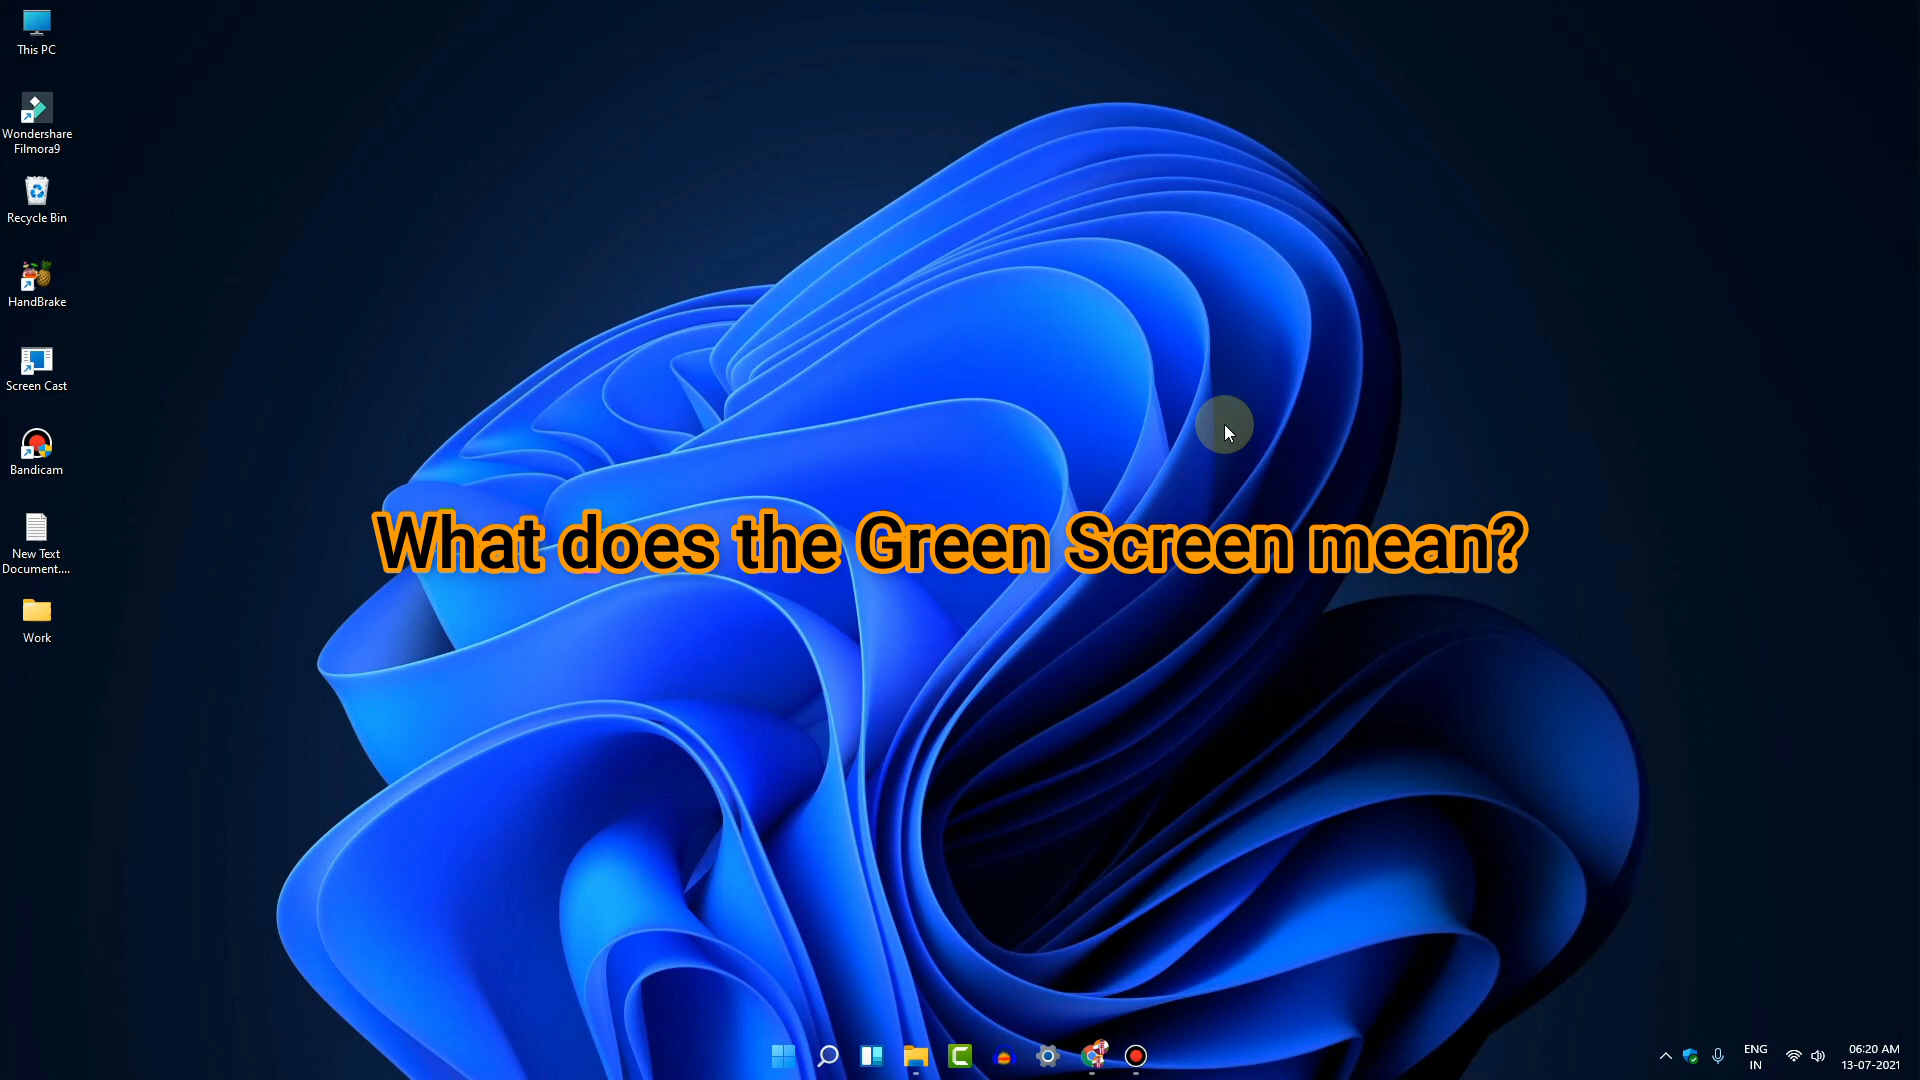 This PC
Wondershare
Filmora9
Recycle Bin
HandBrake
Screen Cast
Bandicam
New Text
Document....
Work
What does the Green Screen mean?
ENG
IN
06:20 AM
13-07-2021